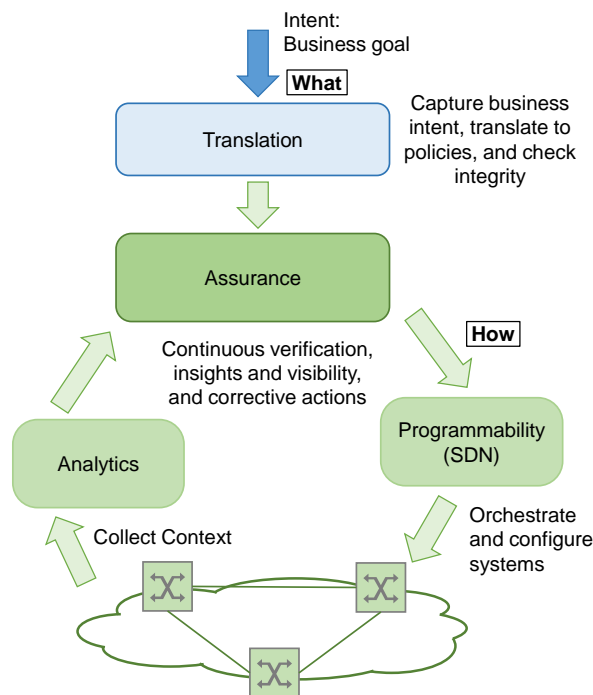 Intent:
Business goal
What
Translation
Capture business
intent, translate to
policies, and check
integrity
Assurance
How
Continuous verification,
insights and visibility,
and corrective actions
Analytics
Programmability
(SDN)
Collect Context
Orchestrate
and configure
systems